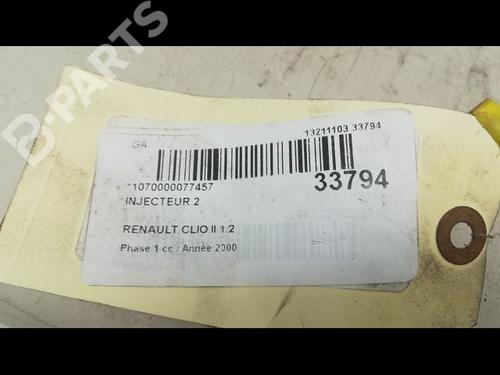 B-PARTS
GA
13211103 33794
*1070000077457
33794
INJECTEUR 2
RENAULT CLIO II 1.2
Phase 1 cc / Année 2000